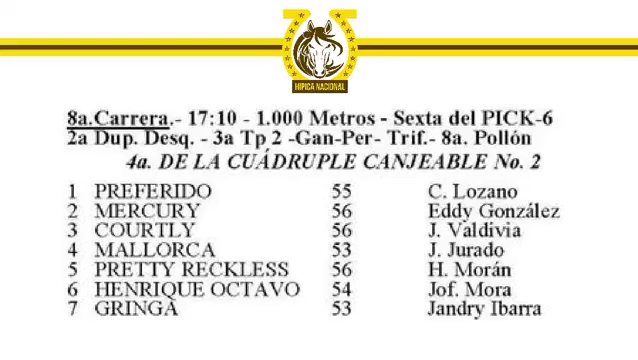 HIPICA NACIONAL
8a.Carrera.- 17:10 - 1.000 Metros - Sexta del PICK-6
2a Dup. Desq. - 3a Tp 2 -Gan-Per- Trif.- 8a. Pollón
4a. DE LA CUÁDRUPLE CANJEABLE No. 2
1 PREFERIDO 55 C. Lozano
2 MERCURY 56 Eddy González
3 COURTLY 56 J. Valdivia
4 MALLORCA 53 J. Jurado
5 PRETTY RECKLESS 56 H. Morán
6 HENRIQUE OCTAVO 54 Jof. Mora
7 GRINGA 53 Jandry Ibarra